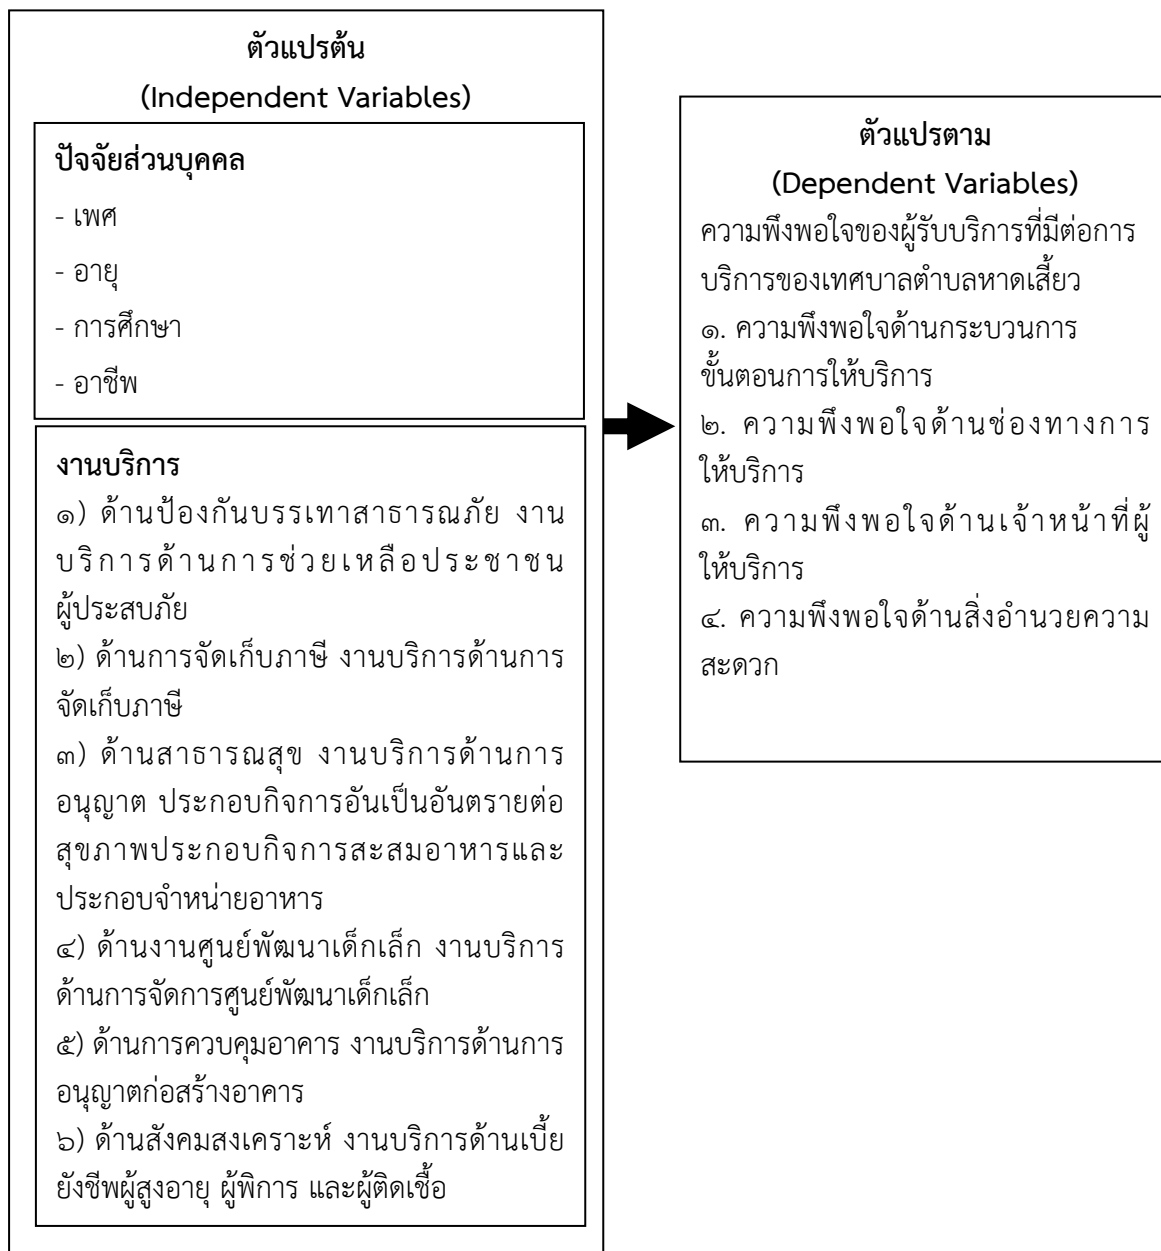 ตัวแปรต้น
(Independent Variables)
ปัจจัยส่วนบุคคล
- เพศ
- อายุ
- การศึกษา
- อาชีพ
งานบริการ
๑) ด้านป้องกันบรรเทาสาธารณภัย งาน
บริการด้านการช่วยเหลือประชาชน
ผู้ประสบภัย
๒) ด้านการจัดเก็บภาษี งานบริการด้านการ
จัดเก็บภาษี
๓) ด้านสาธารณสุข งานบริการด้านการ
อนุญาต ประกอบกิจการอันเป็นอันตรายต่อ
สุขภาพประกอบกิจการสะสมอาหารและ
ประกอบจำหน่ายอาหาร
๔) ด้านงานศูนย์พัฒนาเด็กเล็ก งานบริการ
ด้านการจัดการศูนย์พัฒนาเด็กเล็ก
๕) ด้านการควบคุมอาคาร งานบริการด้านการ
อนุญาตก่อสร้างอาคาร
๖) ด้านสังคมสงเคราะห์ งานบริการด้านเบี้ย
ยังชีพผู้สูงอายุ ผู้พิการ และผู้ติดเชื้อ
ตัวแปรตาม
(Dependent Variables)
ความพึงพอใจของผู้รับบริการที่มีต่อการ
บริการของเทศบาลตำบลหาดเสี้ยว
๑. ความพึงพอใจด้านกระบวนการ
ขั้นตอนการให้บริการ
๒. ความพึงพอใจด้านช่องทางการ
ให้บริการ
๓. ความพึงพอใจด้านเจ้าหน้าที่ผู้
ให้บริการ
๔. ความพึงพอใจด้านสิ่งอำนวยความ
สะดวก